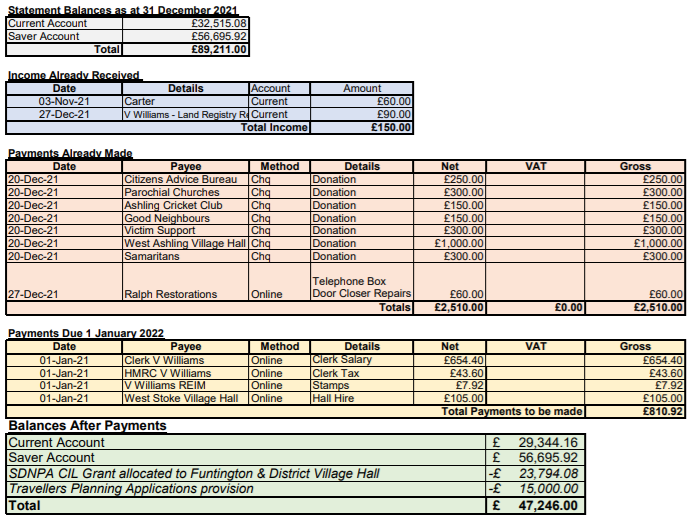 Statement Balances as at 31 December 2021
Current Account £32,515.08
Saver Account £56,695.92
Total £89,211.00
Income Already Received
Date Details Account Amount
03-Nov-21 Carter Current £60.00
27-Dec-21 V Williams - Land Registry Re Current £90.00
Total Income £150.00
Payments Already Made
Date Payee Method Details Net VAT Gross
20-Dec-21 Citizens Advice Bureau Chq Donation £250.00 £250.00
20-Dec-21 Parochial Churches Chq Donation £300.00 £300.00
20-Dec-21 Ashling Cricket Club Chq Donation £150.00 £150.00
20-Dec-21 Good Neighbours Chq Donation £150.00 £150.00
20-Dec-21 Victim Support Chq Donation £300.00 £300.00
20-Dec-21 West Ashling Village Hall Chq Donation £1,000.00 £1,000.00
20-Dec-21 Samaritans Chq Donation £300.00 £300.00
Telephone Box
27-Dec-21 Ralph Restorations Online Door Closer Repairs £60.00 £60.00
Totals £2,510.00 £0.00 £2,510.00
Payments Due 1 January 2022
Date Payee Method Details Net VAT Gross
01-Jan-21 Clerk V Williams Online Clerk Salary £654.40 £654.40
01-Jan-21 HMRC V Williams Online Clerk Tax £43.60 £43.60
01-Jan-21 V Williams REIM Online Stamps £7.92 £7.92
01-Jan-21 West Stoke Village Hall Online Hall Hire £105.00 £105.00
Total Payments to be made £810.92
Balances After Payments
Current Account £ 29,344.16
Saver Account £ 56,695.92
SDNPA CIL Grant allocated to Funtington & District Village Hall -£ 23,794.08
Travellers Planning Applications provision -£ 15,000.00
Total £ 47,246.00